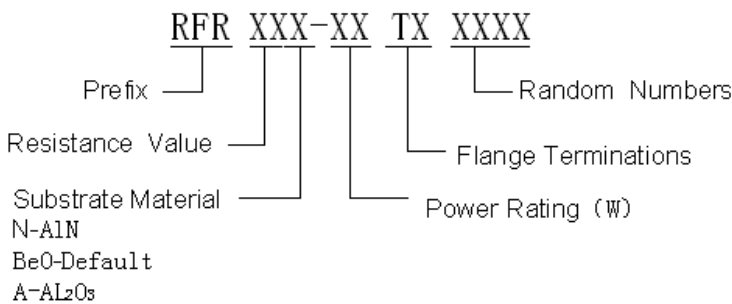 RFR XXX-XX TX XXXX
Prefix
Random Numbers
Resistance Value
Flange Terminations
Substrate Material
Power Rating (W)
N-AlN
BeO-Default
A-AL₂O₃